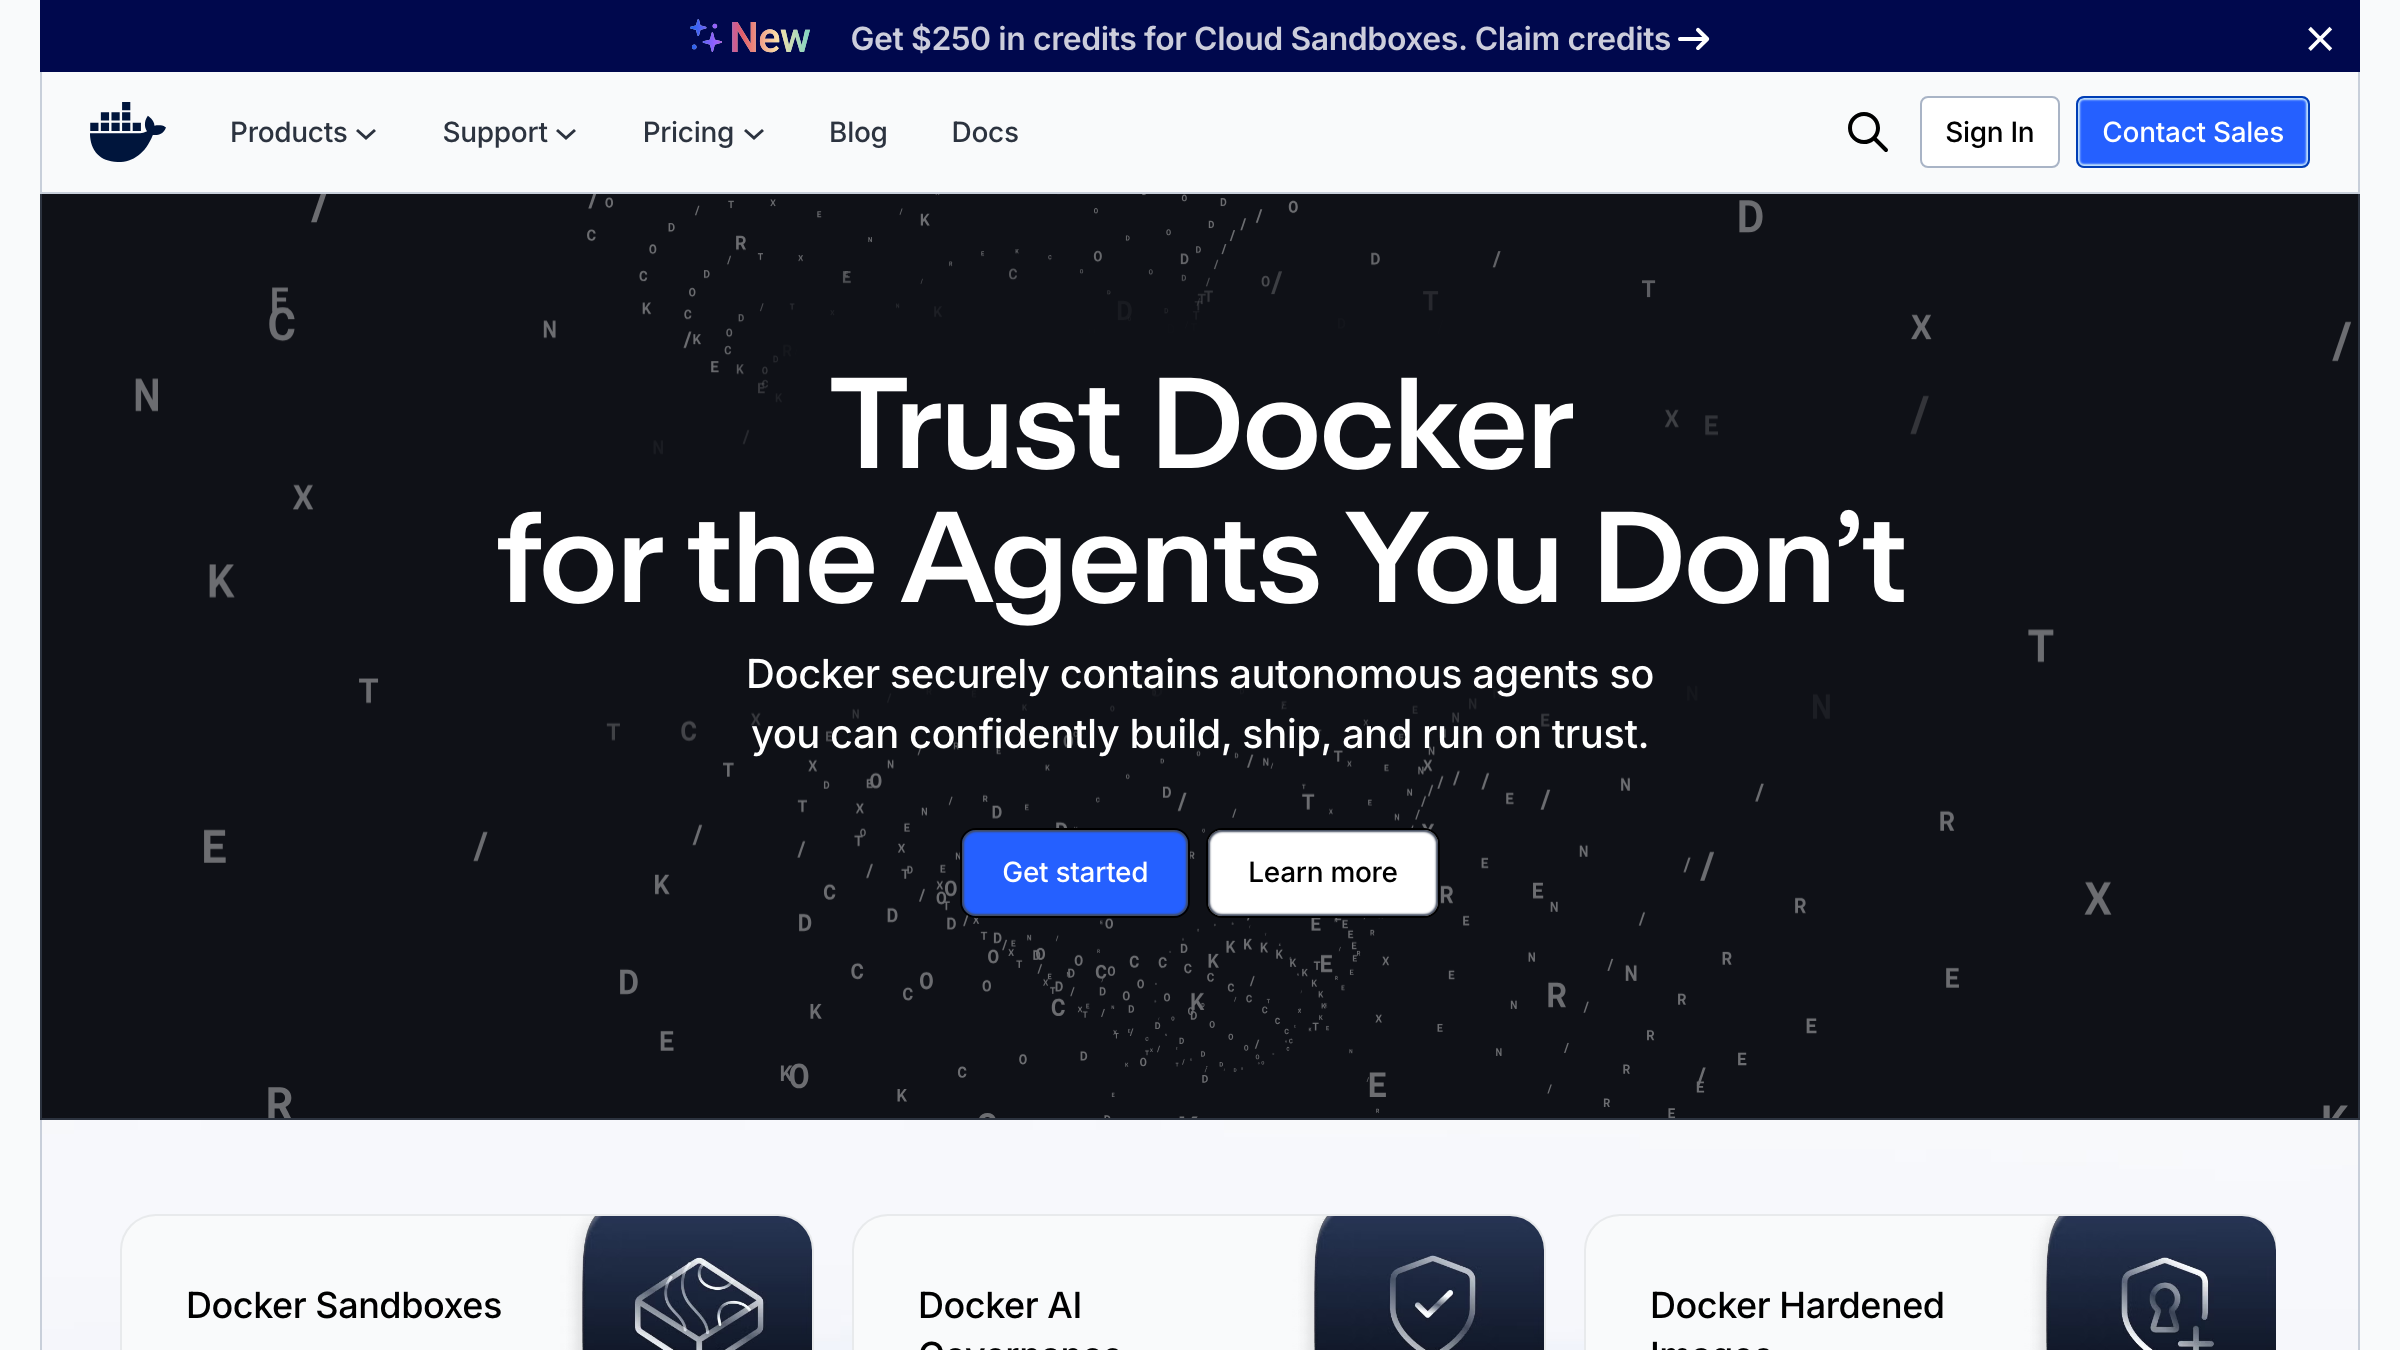 New Get $250 in credits for Cloud Sandboxes. Claim credits
Products Support Pricing Blog Docs Sign In Contact Sales
Trust Docker
for the Agents You Don’t
Docker securely contains autonomous agents so
you can confidently build, ship, and run on trust.
Get started Learn more
Docker Sandboxes Docker AI Docker Hardened